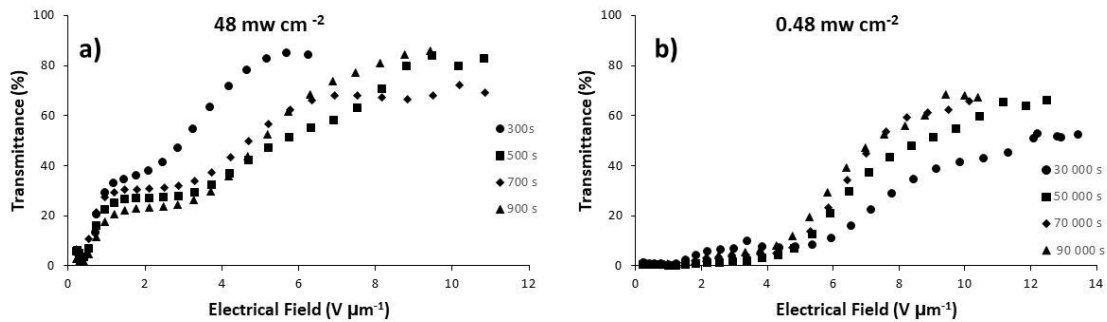 48 mw cm -2
a)
Transmittance (%)
100
80
60
40
20
0
0 2 4 6 8 10 12
Electrical Field (V µm-1)
300s
500 s
700 s
900 s
0.48 mw cm-2
b)
Transmittance (%)
100
80
60
40
20
0
0 2 4 6 8 10 12 14
Electrical Field (V µm-1)
30 000 s
50 000 s
70 000 s
90 000 s